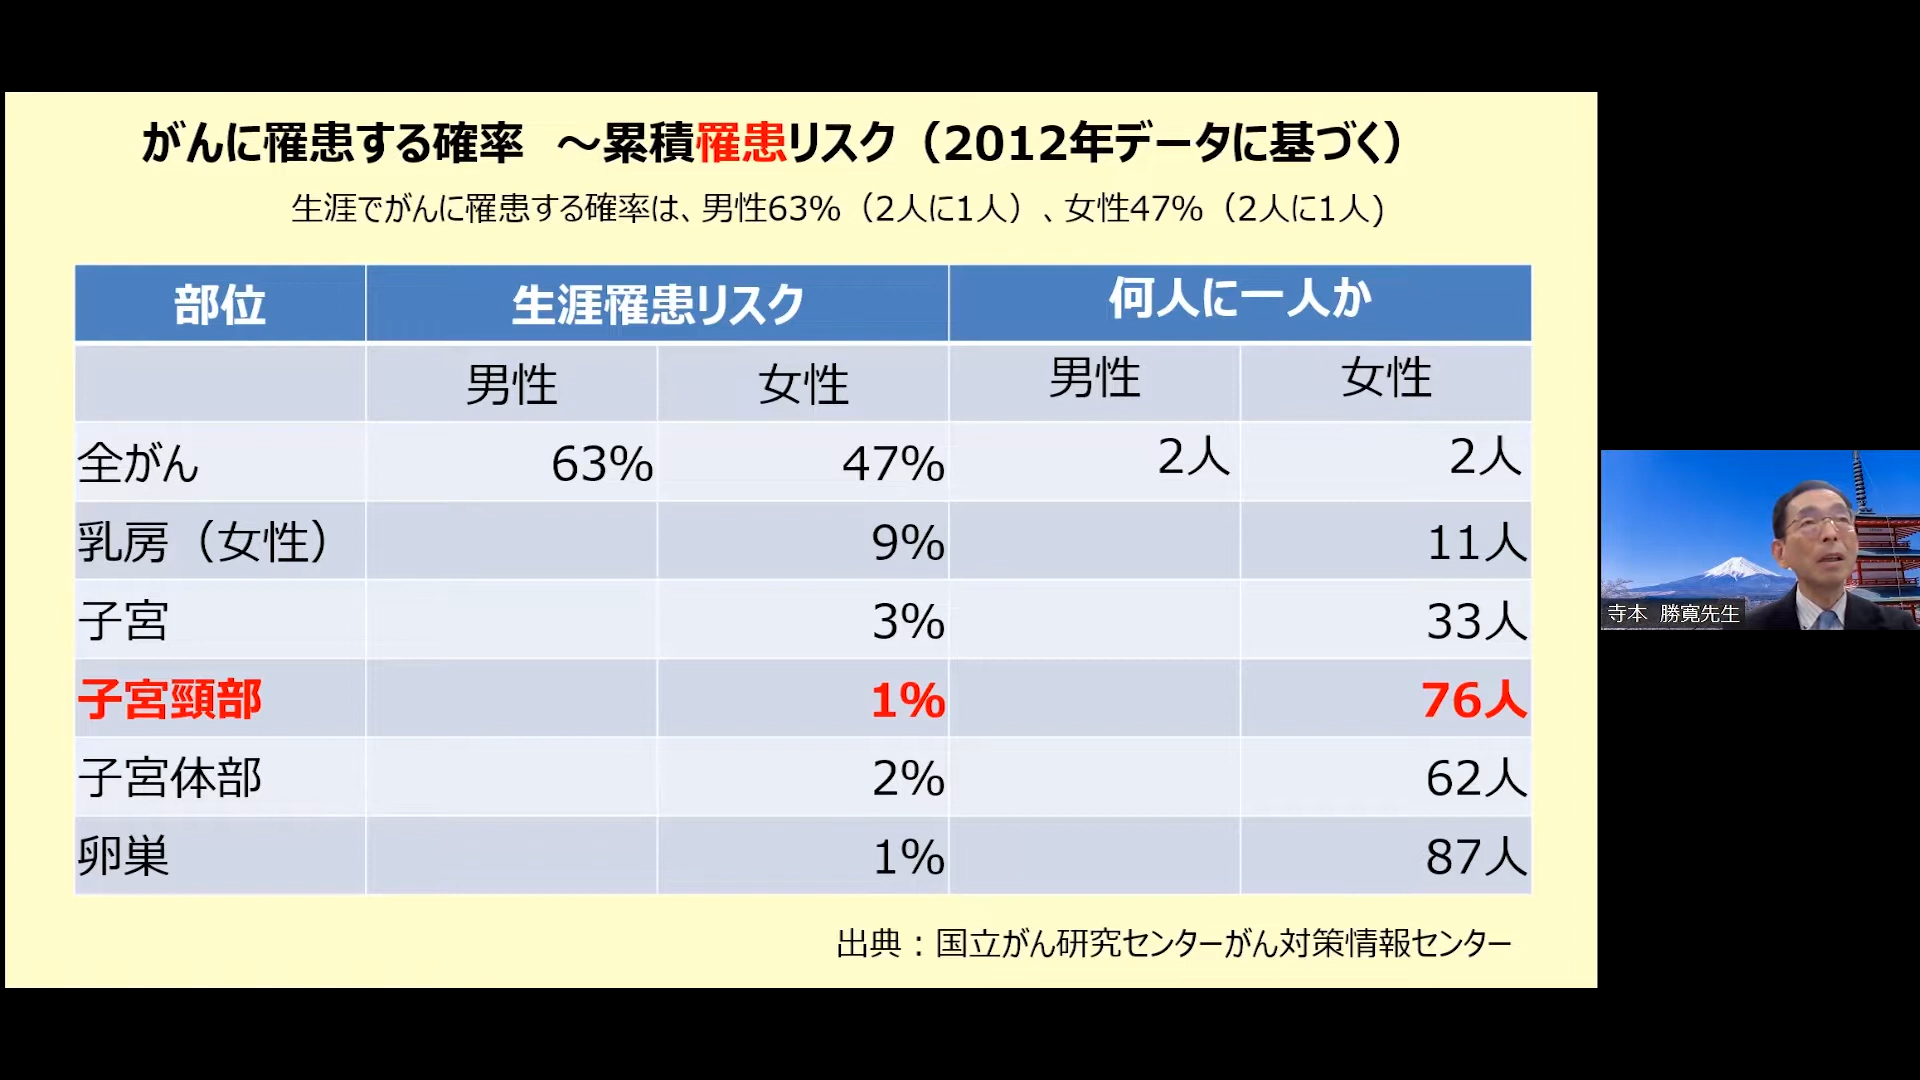 がんに罹患する確率　～累積罹患リスク（2012年データに基づく）
生涯でがんに罹患する確率は、男性63%（2人に1人）、女性47%（2人に1人)
部位 生涯罹患リスク 何人に一人か
男性 女性 男性 女性
全がん 63% 47% 2人 2人
乳房（女性） 9% 11人
子宮 3% 33人
子宮頸部 1% 76人
子宮体部 2% 62人
卵巣 1% 87人
出典：国立がん研究センターがん対策情報センター
寺本　勝寛先生